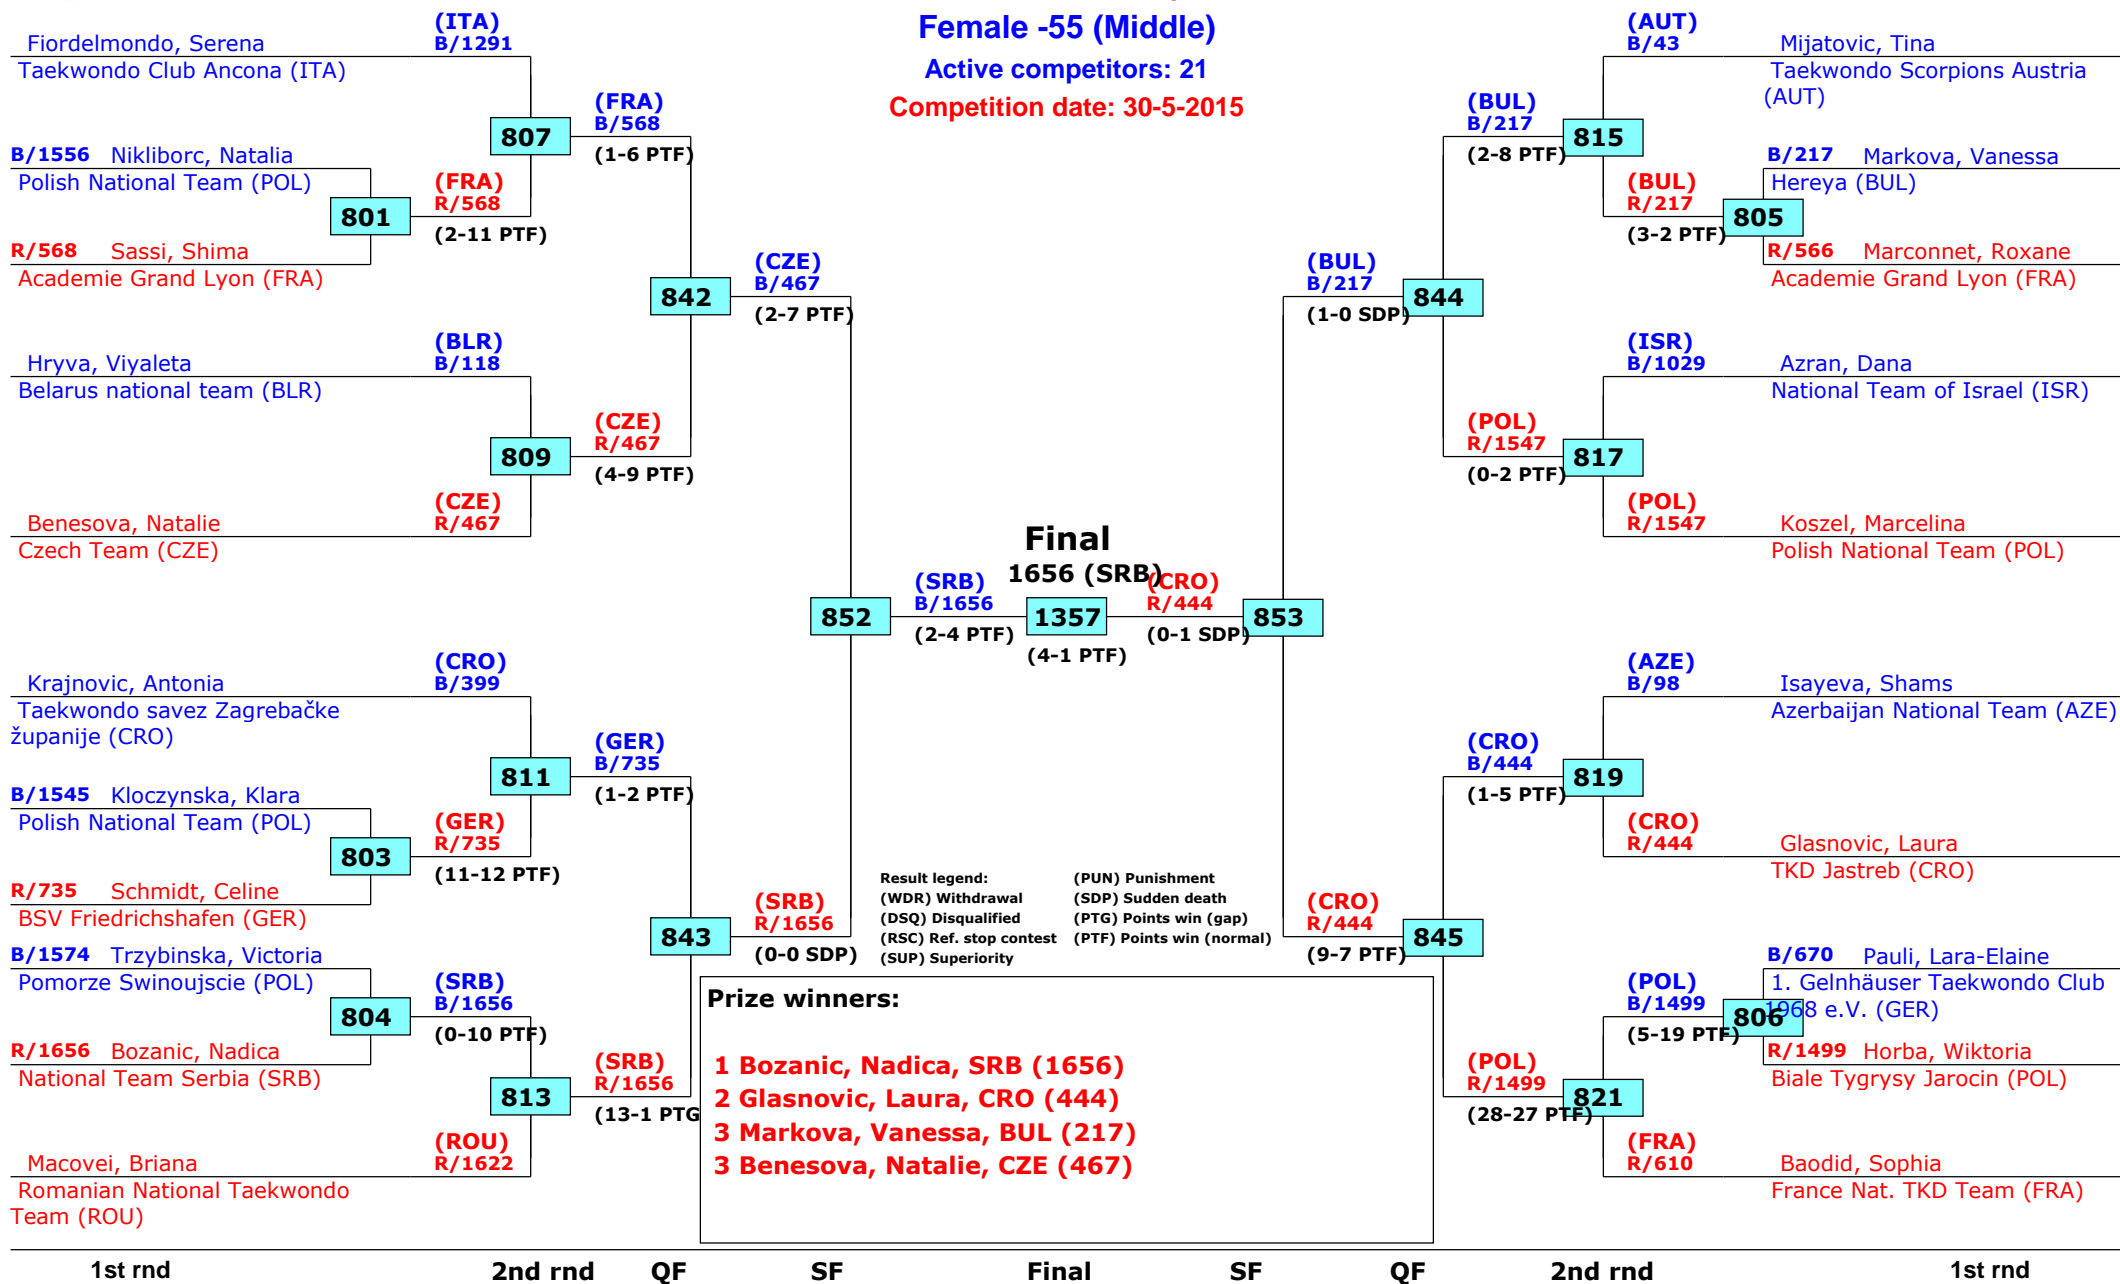 Female -55 (Middle)
Active competitors: 21
Competition date: 30-5-2015
Fiordelmondo, Serena
Taekwondo Club Ancona (ITA)
(ITA)
B/1291
B/1556 Nikliborc, Natalia
Polish National Team (POL)
R/568 Sassi, Shima
Academie Grand Lyon (FRA)
801
(FRA)
R/568
(2-11 PTF)
807
(FRA)
B/568
(1-6 PTF)
Hryva, Viyaleta
Belarus national team (BLR)
(BLR)
B/118
Benesova, Natalie
Czech Team (CZE)
(CZE)
R/467
809
(CZE)
R/467
(4-9 PTF)
842
(CZE)
B/467
(2-7 PTF)
Krajnovic, Antonia
Taekwondo savez Zagrebačke
županije (CRO)
(CRO)
B/399
B/1545 Kloczynska, Klara
Polish National Team (POL)
R/735 Schmidt, Celine
BSV Friedrichshafen (GER)
803
(GER)
R/735
(11-12 PTF)
811
(GER)
B/735
(1-2 PTF)
B/1574 Trzybinska, Victoria
Pomorze Swinoujscie (POL)
R/1656 Bozanic, Nadica
National Team Serbia (SRB)
804
(SRB)
B/1656
(0-10 PTF)
Macovei, Briana
Romanian National Taekwondo
Team (ROU)
(ROU)
R/1622
813
(SRB)
R/1656
(13-1 PTG
843
(SRB)
R/1656
(0-0 SDP)
852
(SRB)
B/1656
(2-4 PTF)
Final
1656 (SRB)
1357
(4-1 PTF)
(CRO)
R/444
(0-1 SDP)
853
(BUL)
B/217
(1-0 SDP)
844
(BUL)
B/217
(2-8 PTF)
815
(AUT)
B/43
Mijatovic, Tina
Taekwondo Scorpions Austria
(AUT)
(BUL)
R/217
(3-2 PTF)
805
B/217 Markova, Vanessa
Hereya (BUL)
R/566 Marconnet, Roxane
Academie Grand Lyon (FRA)
(POL)
R/1547
(0-2 PTF)
817
(ISR)
B/1029
Azran, Dana
National Team of Israel (ISR)
(POL)
R/1547
Koszel, Marcelina
Polish National Team (POL)
(CRO)
R/444
(9-7 PTF)
845
(CRO)
B/444
(1-5 PTF)
819
(AZE)
B/98
Isayeva, Shams
Azerbaijan National Team (AZE)
(CRO)
R/444
Glasnovic, Laura
TKD Jastreb (CRO)
(POL)
R/1499
(28-27 PTF)
821
(POL)
B/1499
(5-19 PTF)
806
B/670 Pauli, Lara-Elaine
1. Gelnhäuser Taekwondo Club
1968 e.V. (GER)
R/1499 Horba, Wiktoria
Biale Tygrysy Jarocin (POL)
(FRA)
R/610
Baodid, Sophia
France Nat. TKD Team (FRA)
Result legend: (PUN) Punishment
(WDR) Withdrawal (SDP) Sudden death
(DSQ) Disqualified (PTG) Points win (gap)
(RSC) Ref. stop contest (PTF) Points win (normal)
(SUP) Superiority
Prize winners:
1 Bozanic, Nadica, SRB (1656)
2 Glasnovic, Laura, CRO (444)
3 Markova, Vanessa, BUL (217)
3 Benesova, Natalie, CZE (467)
1st rnd 2nd rnd QF SF Final SF QF 2nd rnd 1st rnd